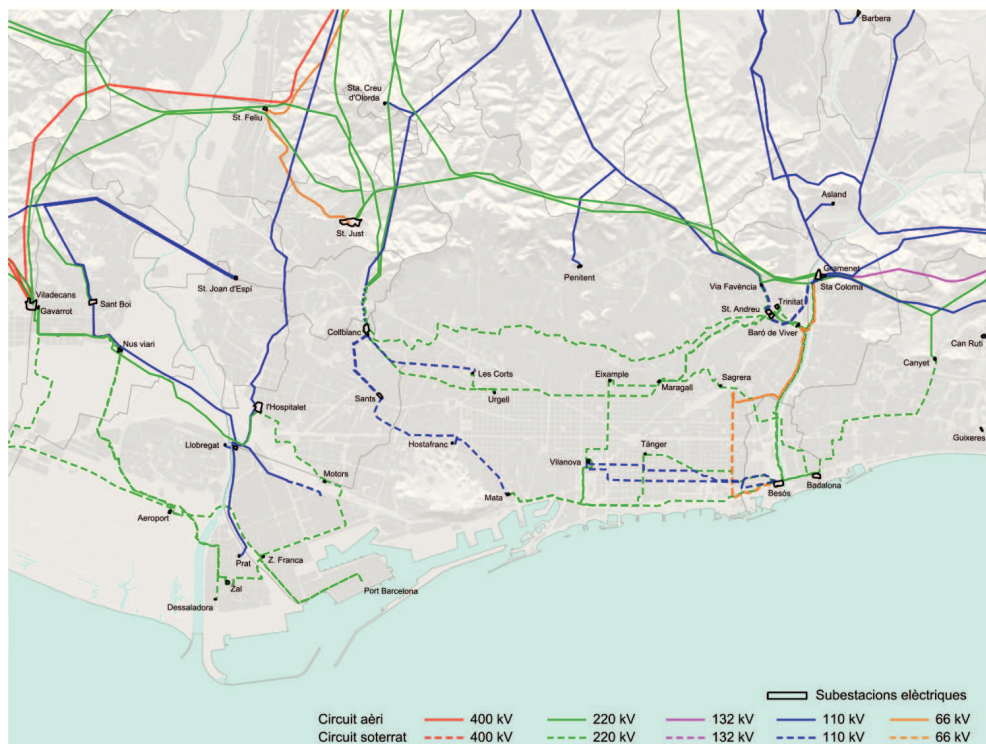 Barbera
Sta. Creu
d'Olorda
St. Feliu
Asland
St. Just
Penitent
Gramenet
Sta Coloma
St. Joan d'Espi
Via Favència
Viladecans
Gavarrot
Sant Boi
Trinitat
St. Andreu
Baró de Viver
Collblanc
Can Ruti
Nus viari
Canyet
Les Corts
Eixample
Maragall
Sagrera
Urgell
Sants
l'Hospitalet
Guixeres
Llobregat
Hostafranc
Tànger
Vilanova
Motors
Badalona
Besós
Mata
Aeroport
Prat
Z. Franca
Zal
Port Barcelona
Dessaladora
Subestacions elèctriques
Circuit aèri 400 kV 220 kV 132 kV 110 kV 66 kV
Circuit soterrat 400 kV 220 kV 132 kV 110 kV 66 kV